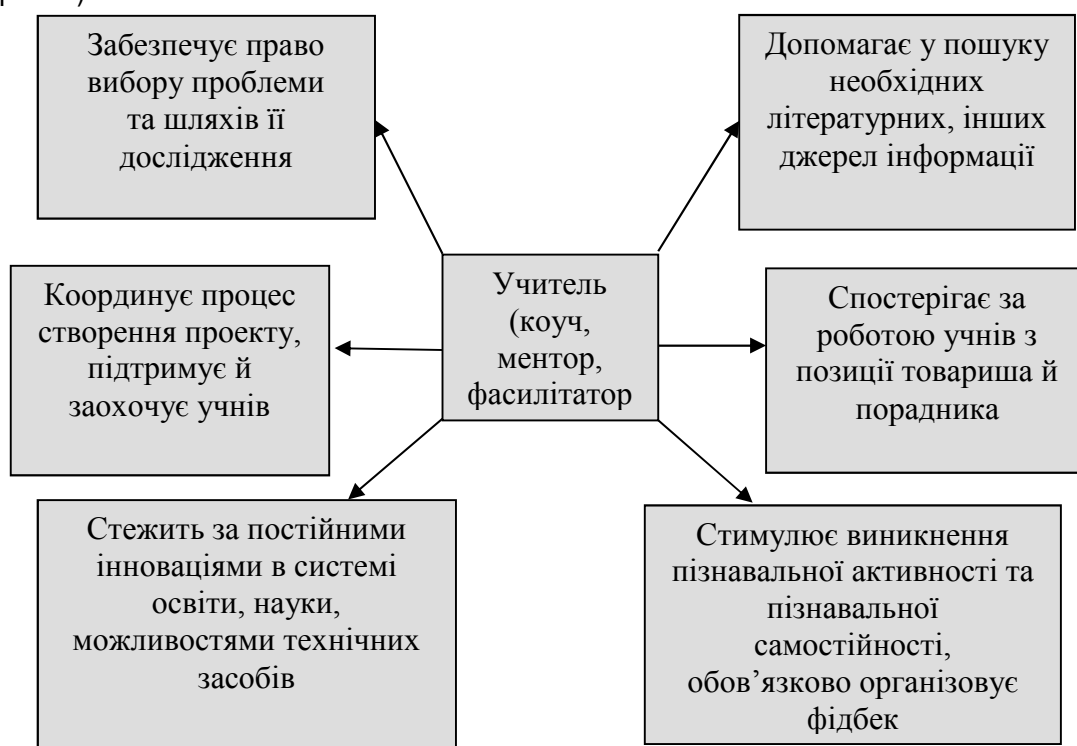 Забезпечує право
вибору проблеми
та шляхів її
дослідження
Допомагає у пошуку
необхідних
літературних, інших
джерел інформації
Координує процес
створення проекту,
підтримує й
заохочує учнів
Учитель
(коуч,
ментор,
фасилітатор
Спостерігає за
роботою учнів з
позиції товариша й
порадника
Стежить за постійними
інноваціями в системі
освіти, науки,
можливостями технічних
засобів
Стимулює виникнення
пізнавальної активності та
пізнавальної
самостійності,
обов’язково організовує
фідбек